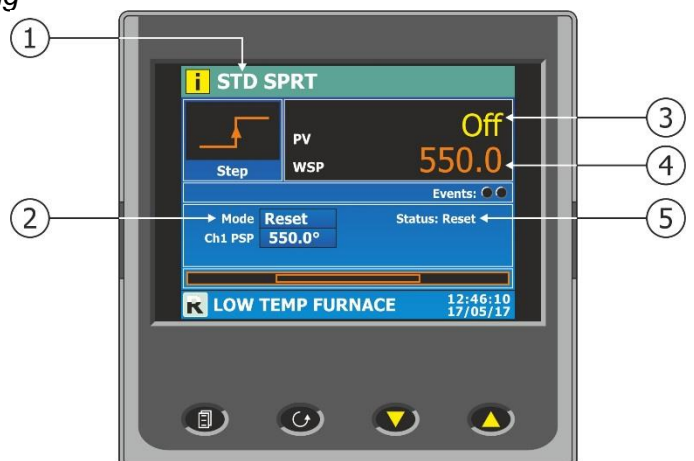 1
i STD SPRT
Off
3
PV
550.0
4
WSP
Step
Events:
2
Mode Reset
Status: Reset
5
Ch1 PSP 550.0°
R LOW TEMP FURNACE
12:46:10
17/05/17